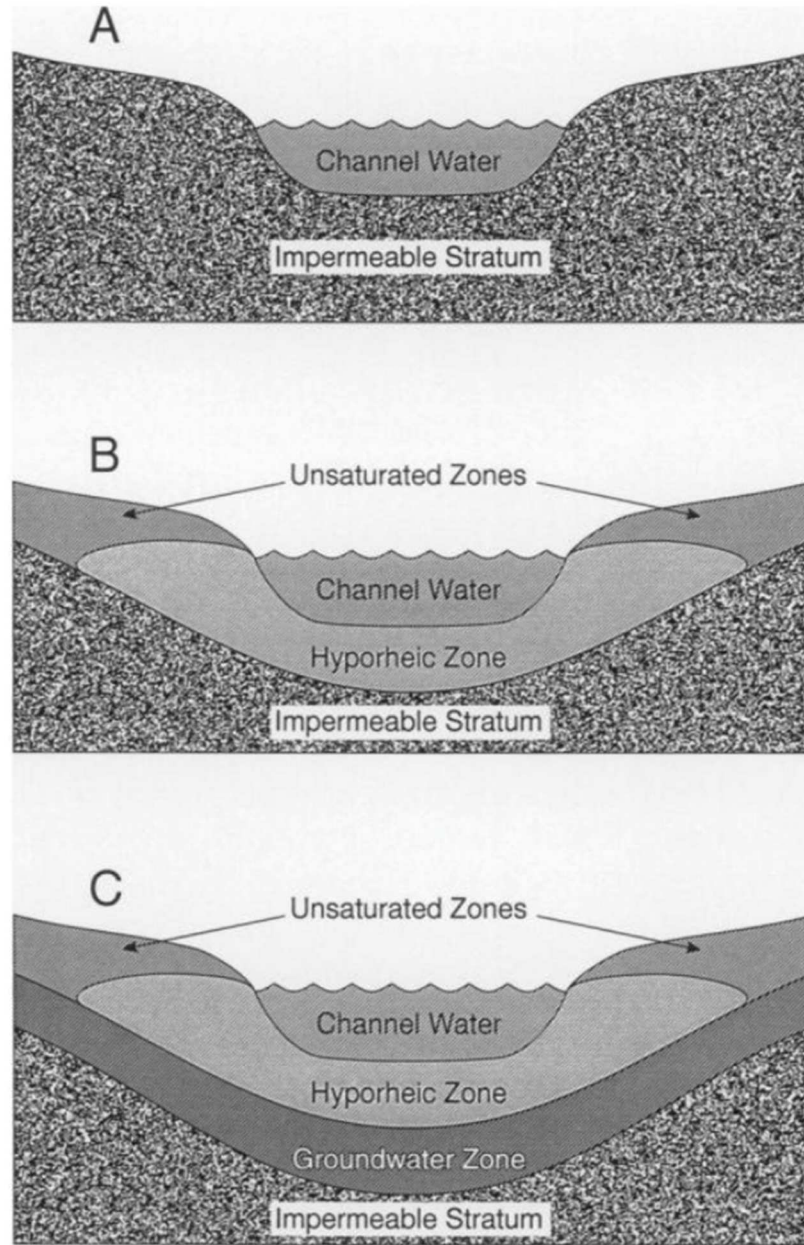 A
Channel Water
Impermeable Stratum
B
Unsaturated Zones
Channel Water
Hyporheic Zone
Impermeable Stratum
C
Unsaturated Zones
Channel Water
Hyporheic Zone
Groundwater Zone
Impermeable Stratum